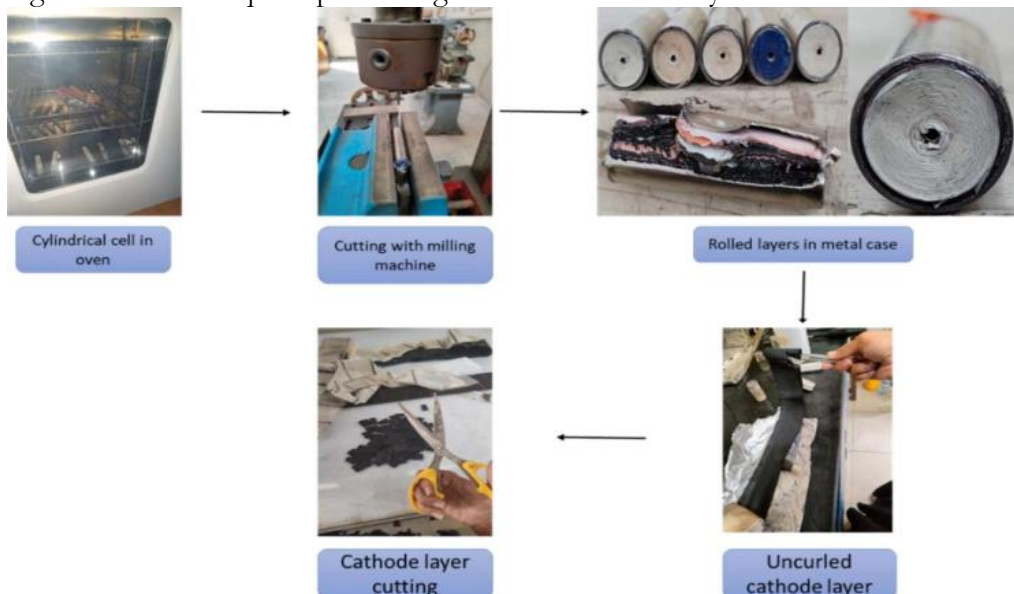 Cylindrical cell in
oven
Cutting with milling
machine
Rolled layers in metal case
Cathode layer
cutting
Uncurled
cathode layer